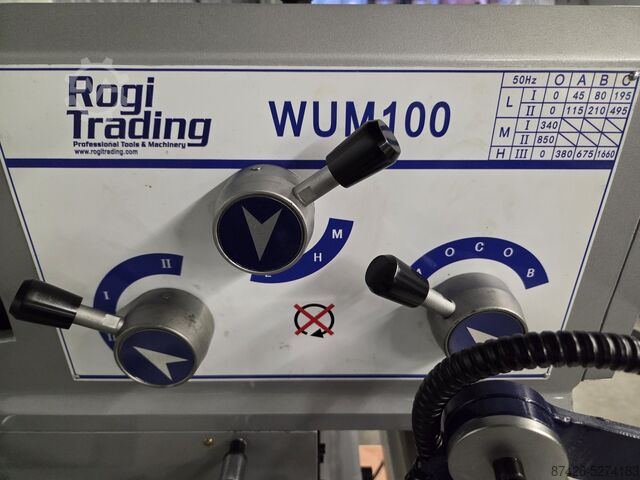 Rogi
Trading
Professional Tools & Machinery
www.rogitrading.com
WUM100
50Hz O A B C
L I 0 45 80 195
II 0 115 210 495
M I 340
II 850
H III 0 380 675 1660
M
H
L
II
I
A O C O B
87426-5274183